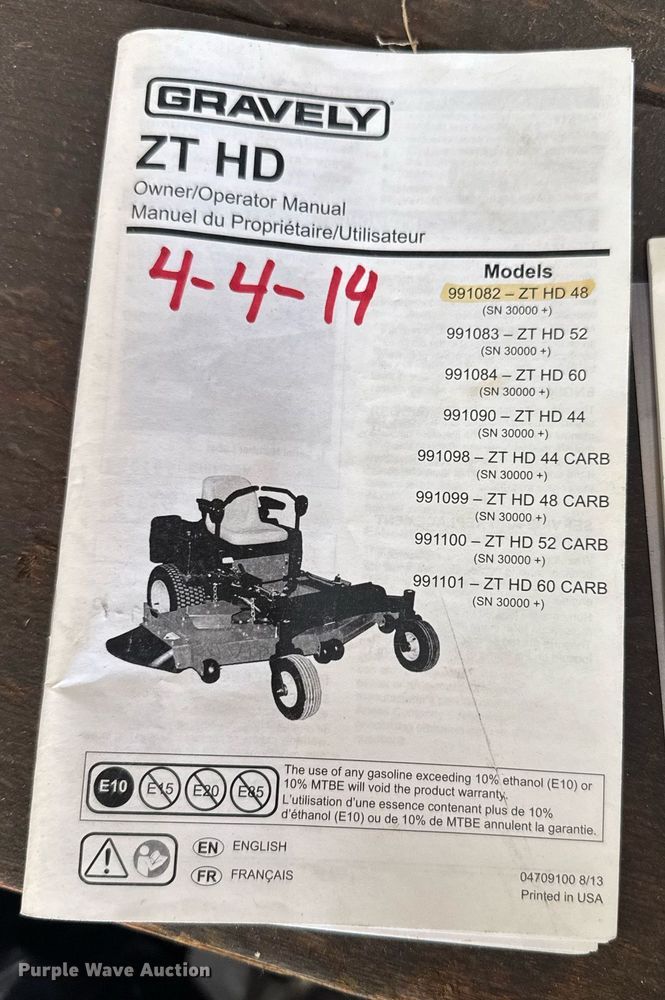 GRAVELY
ZT HD
Owner/Operator Manual
Manuel du Propriétaire/Utilisateur
4-4-14
Models
991082 – ZT HD 48
(SN 30000 +)
991083 – ZT HD 52
(SN 30000 +)
991084 – ZT HD 60
(SN 30000 +)
991090 – ZT HD 44
(SN 30000 +)
991098 – ZT HD 44 CARB
(SN 30000 +)
991099 – ZT HD 48 CARB
(SN 30000 +)
991100 – ZT HD 52 CARB
(SN 30000 +)
991101 – ZT HD 60 CARB
(SN 30000 +)
E10 E15 E20 E85
The use of any gasoline exceeding 10% ethanol (E10) or
10% MTBE will void the product warranty.
L'utilisation d'une essence contenant plus de 10%
d'éthanol (E10) ou de 10% de MTBE annulent la garantie.
EN ENGLISH
FR FRANÇAIS
04709100 8/13
Printed in USA
Purple Wave Auction